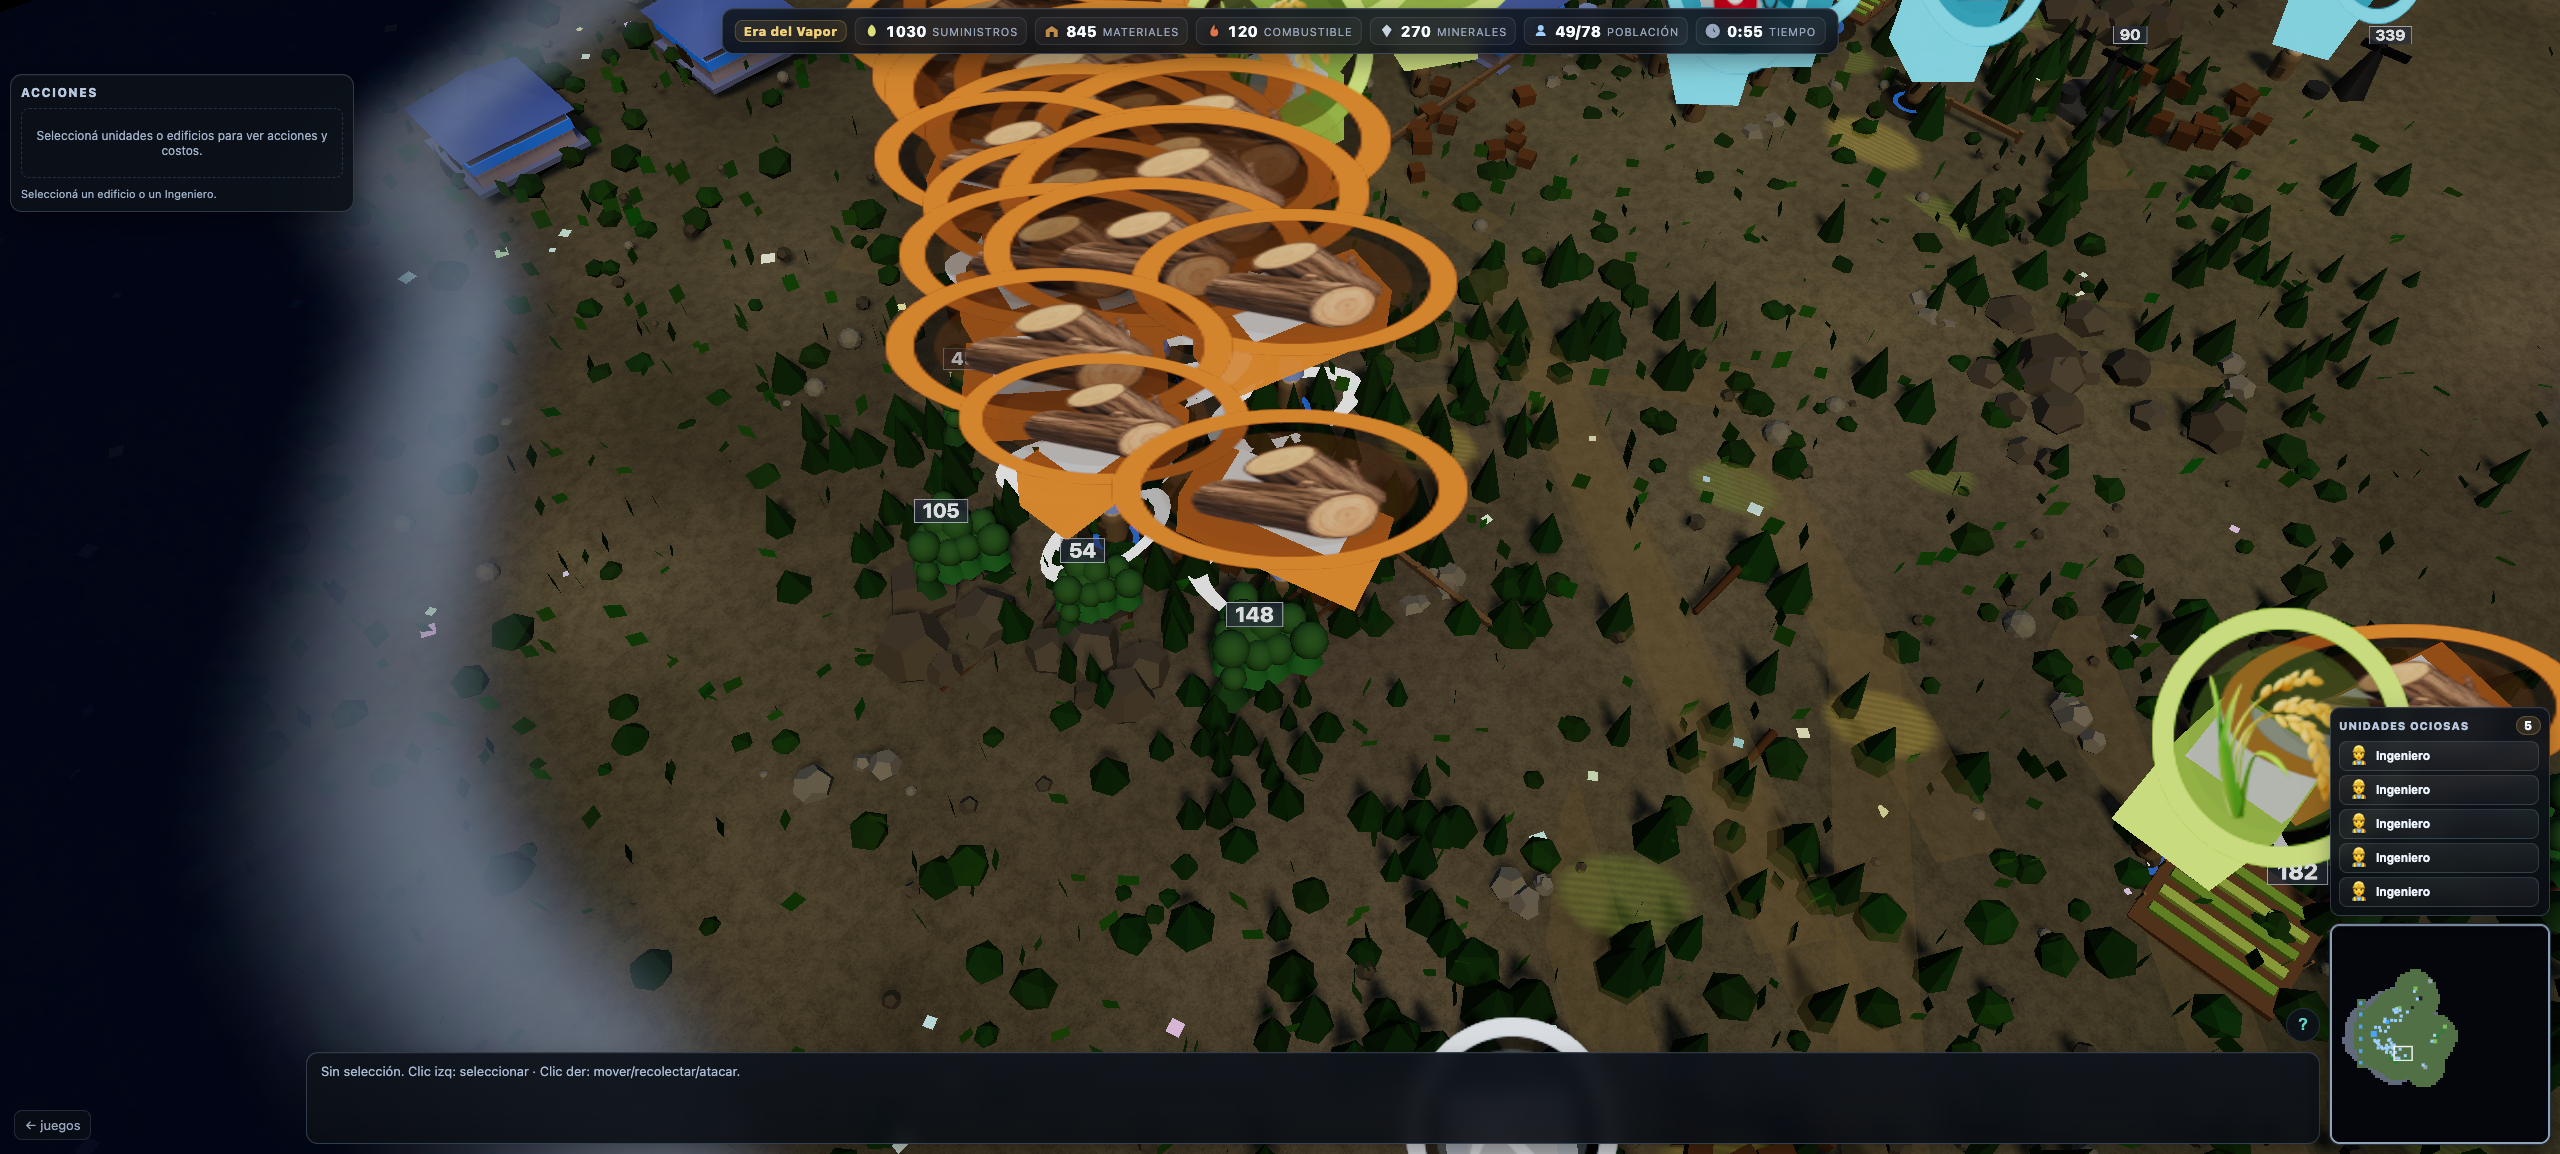 Era del Vapor
1030 SUMINISTROS
845 MATERIALES
120 COMBUSTIBLE
270 MINERALES
49/78 POBLACIÓN
0:55 TIEMPO
90
339
ACCIONES
Seleccioná unidades o edificios para ver acciones y
costos.
Seleccioná un edificio o un Ingeniero.
105
54
148
182
UNIDADES OCIOSAS 5
Ingeniero
Ingeniero
Ingeniero
Ingeniero
Ingeniero
?
Sin selección. Clic izq: seleccionar · Clic der: mover/recolectar/atacar.
← juegos